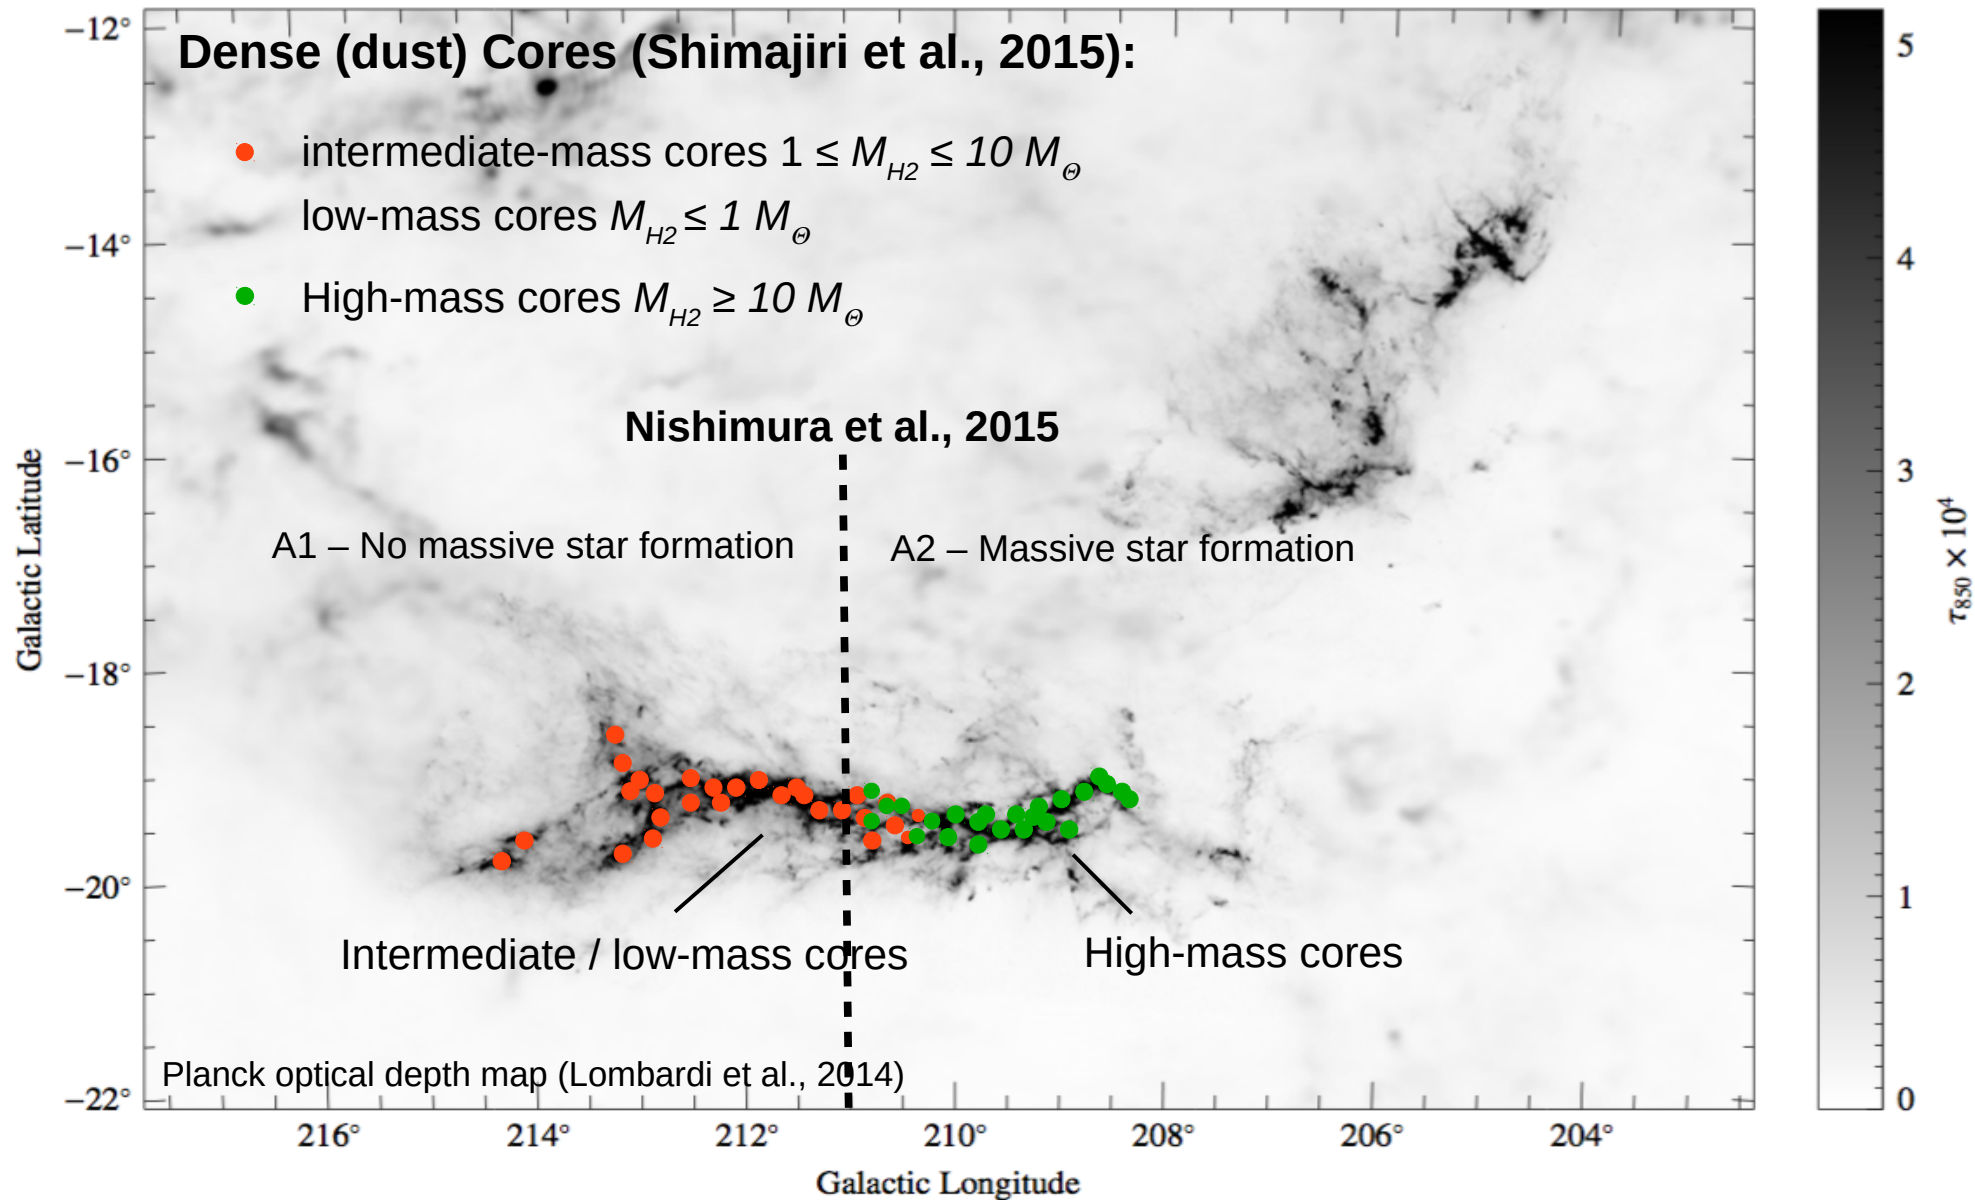 Dense (dust) Cores (Shimajiri et al., 2015):
intermediate-mass cores 1 ≤ M_H2 ≤ 10 M_Θ
low-mass cores M_H2 ≤ 1 M_Θ
High-mass cores M_H2 ≥ 10 M_Θ
Nishimura et al., 2015
A1 – No massive star formation
A2 – Massive star formation
Intermediate / low-mass cores
High-mass cores
Planck optical depth map (Lombardi et al., 2014)
−12°
−14°
−16°
−18°
−20°
−22°
Galactic Latitude
216° 214° 212° 210° 208° 206° 204°
Galactic Longitude
5
4
3
2
1
0
τ850 × 10⁴